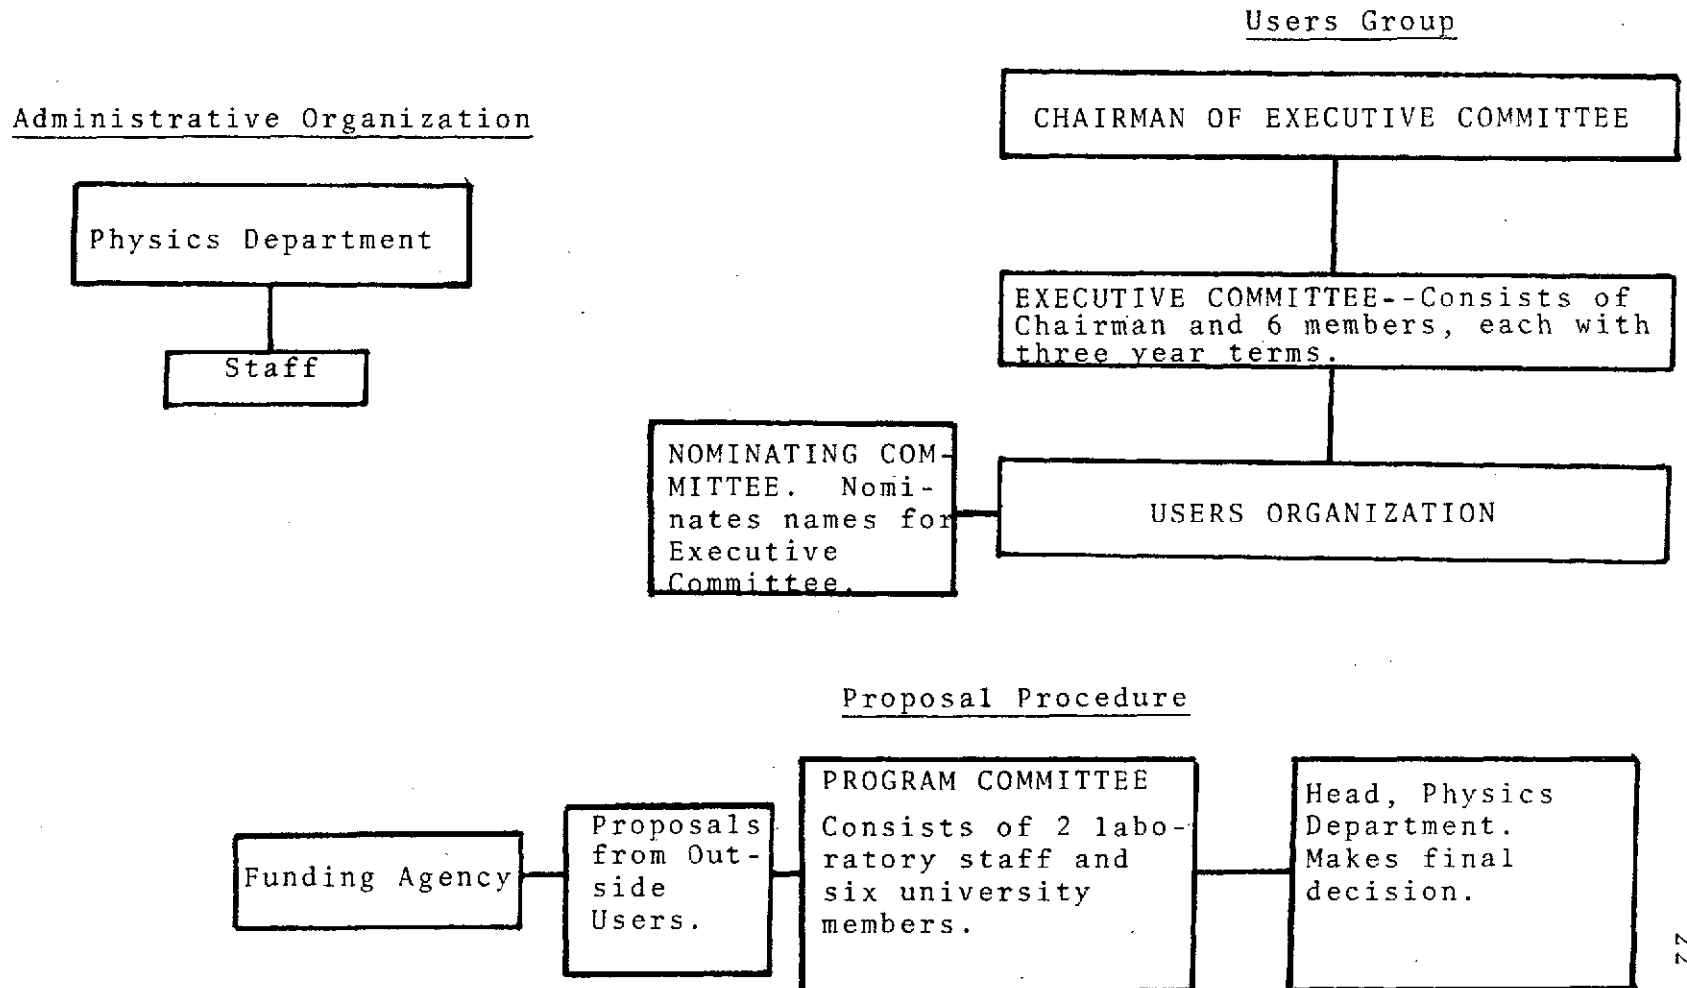 Users Group
CHAIRMAN OF EXECUTIVE COMMITTEE
Administrative Organization
Physics Department
Staff
EXECUTIVE COMMITTEE--Consists of
Chairman and 6 members, each with
three year terms.
NOMINATING COM-
MITTEE. Nomi-
nates names for
Executive
Committee.
USERS ORGANIZATION
Proposal Procedure
Funding Agency
Proposals
from Out-
side
Users.
PROGRAM COMMITTEE
Consists of 2 labo-
ratory staff and
six university
members.
Head, Physics
Department.
Makes final
decision.
22